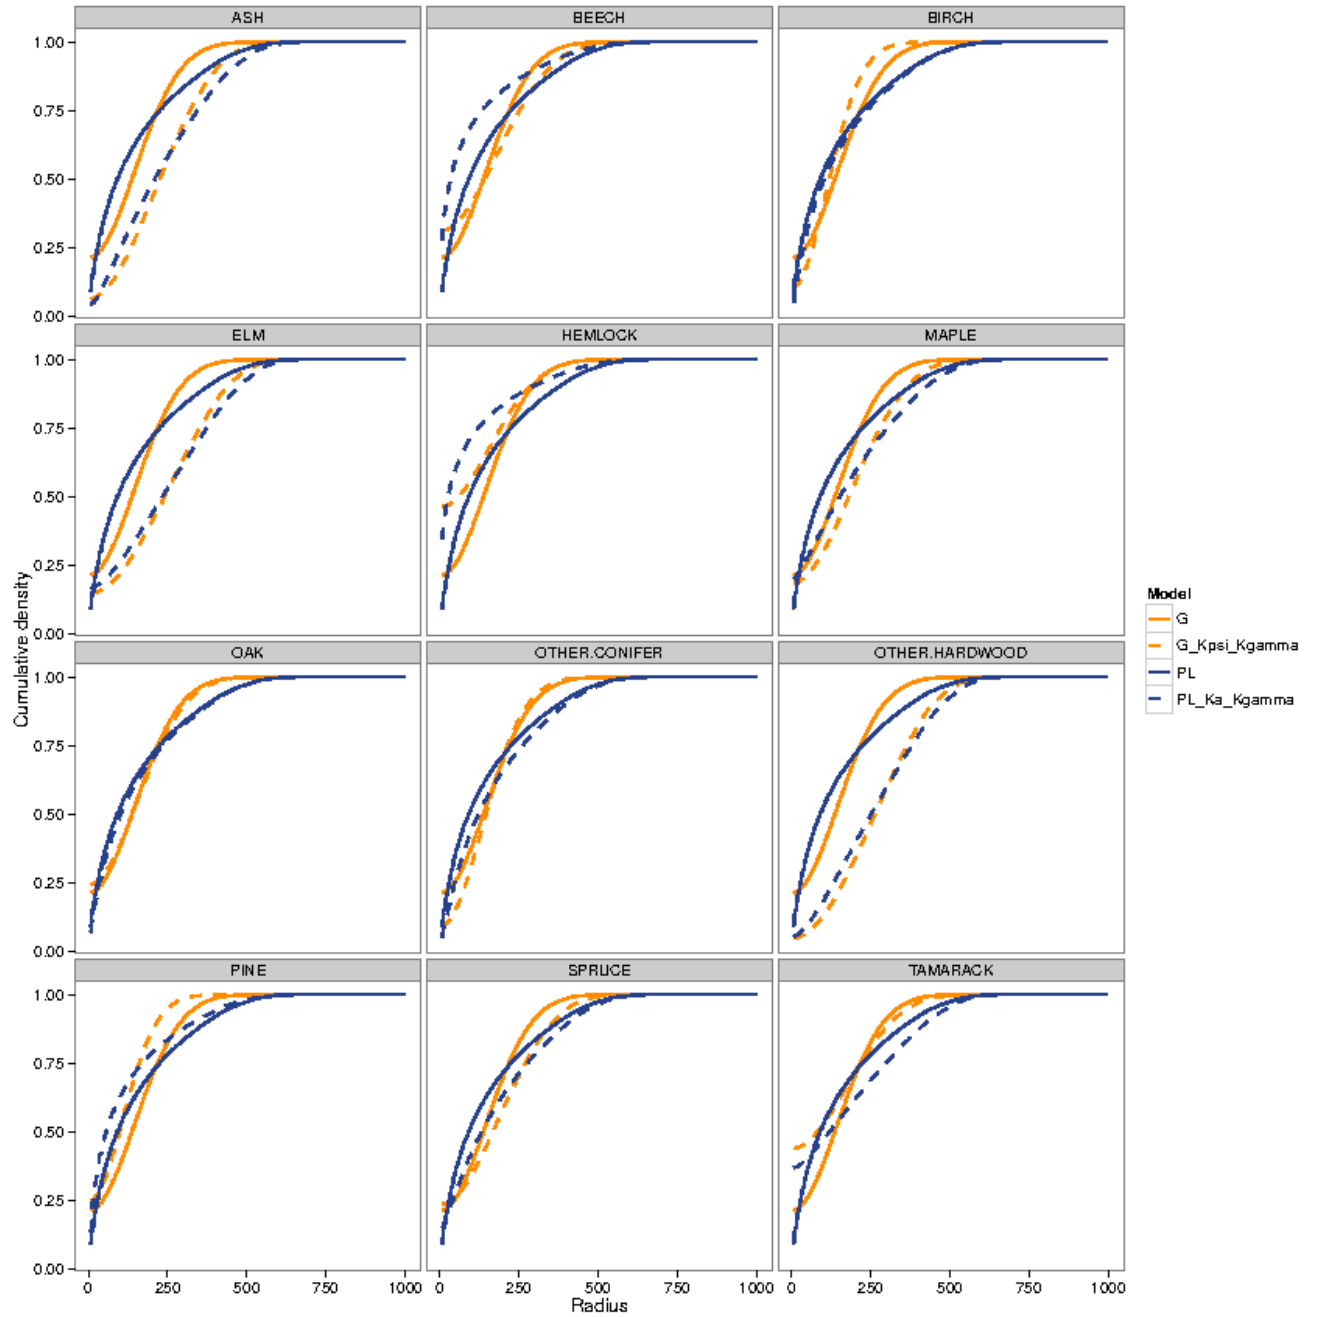 ASH BEECH BIRCH
1.00
0.75
0.50
0.25
0.00
ELM HEMLOCK MAPLE
1.00
0.75
0.50
0.25
0.00
OAK OTHER.CONIFER OTHER.HARDWOOD
1.00
0.75
0.50
0.25
0.00
PINE SPRUCE TAMARACK
1.00
0.75
0.50
0.25
0.00
0 250 500 750 1000 0 250 500 750 1000 0 250 500 750 1000
Radius
Cumulative density
Model
G
G_Kpsi_Kgamma
PL
PL_Ka_Kgamma